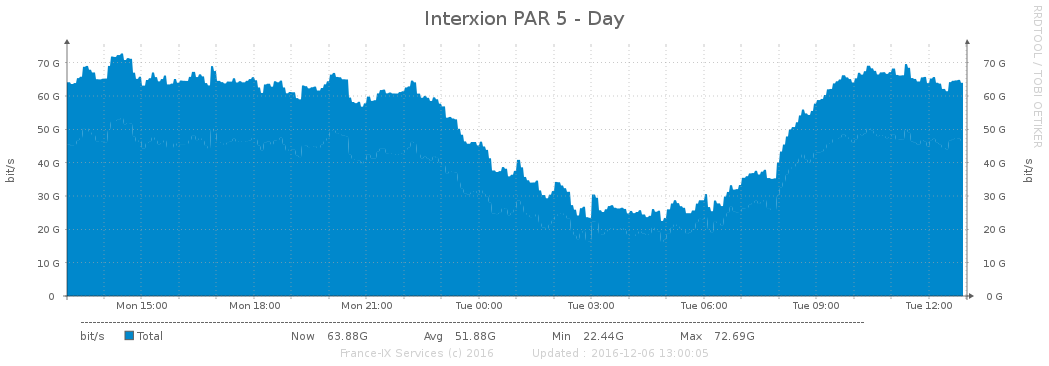 Interxion PAR 5 - Day
RRDTOOL / TOBI OETIKER
bit/s
70 G
60 G
50 G
40 G
30 G
20 G
10 G
0
70 G
60 G
50 G
40 G
30 G
20 G
10 G
0 G
bit/s
Mon 15:00 Mon 18:00 Mon 21:00 Tue 00:00 Tue 03:00 Tue 06:00 Tue 09:00 Tue 12:00
bit/s Total Now 63.88G Avg 51.88G Min 22.44G Max 72.69G
France-IX Services (c) 2016 Updated : 2016-12-06 13:00:05